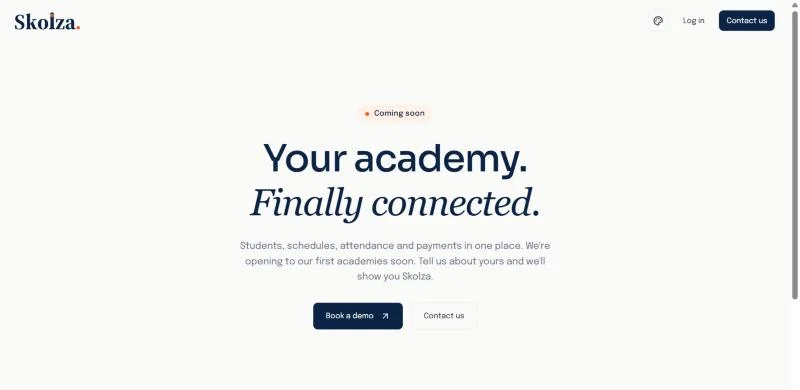 Skolza.
Log in
Contact us
Coming soon
Your academy.
Finally connected.
Students, schedules, attendance and payments in one place. We're
opening to our first academies soon. Tell us about yours and we'll
show you Skolza.
Book a demo
Contact us